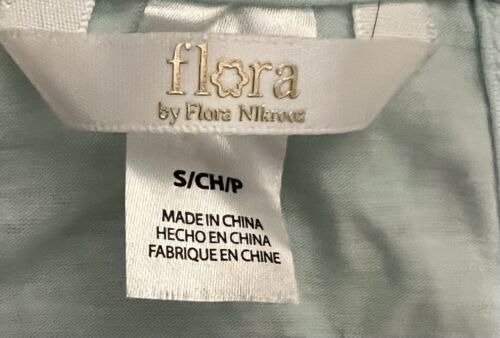 flora
by Flora Nikrooz
S/CH/P
MADE IN CHINA
HECHO EN CHINA
FABRIQUE EN CHINE